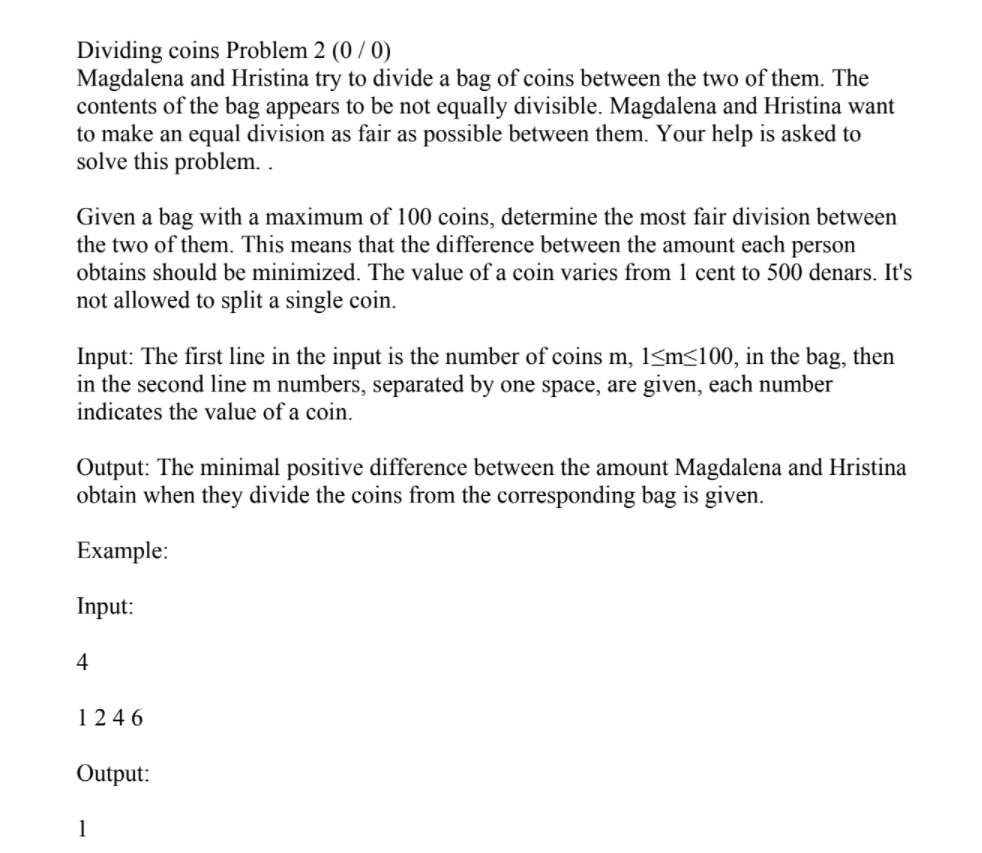 Dividing coins Problem 2 (0 / 0)
Magdalena and Hristina try to divide a bag of coins between the two of them. The
contents of the bag appears to be not equally divisible. Magdalena and Hristina want
to make an equal division as fair as possible between them. Your help is asked to
solve this problem. .
Given a bag with a maximum of 100 coins, determine the most fair division between
the two of them. This means that the difference between the amount each person
obtains should be minimized. The value of a coin varies from 1 cent to 500 denars. It's
not allowed to split a single coin.
Input: The first line in the input is the number of coins m, 1≤m≤100, in the bag, then
in the second line m numbers, separated by one space, are given, each number
indicates the value of a coin.
Output: The minimal positive difference between the amount Magdalena and Hristina
obtain when they divide the coins from the corresponding bag is given.
Example:
Input:
4
1 2 4 6
Output:
1